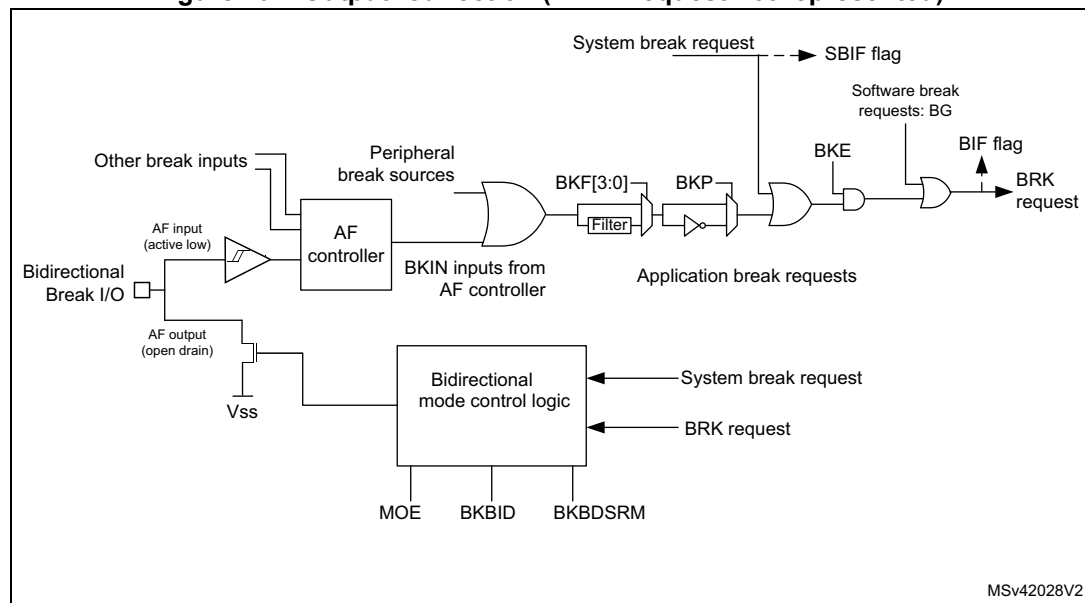 System break request
SBIF flag
Software break
requests: BG
BIF flag
BKE
BRK
request
Other break inputs
Peripheral
break sources
BKF[3:0]
BKP
Filter
AF input
(active low)
AF
controller
BKIN inputs from
AF controller
Application break requests
Bidirectional
Break I/O
AF output
(open drain)
Vss
Bidirectional
mode control logic
System break request
BRK request
MOE
BKBID
BKBDSRM
MSv42028V2